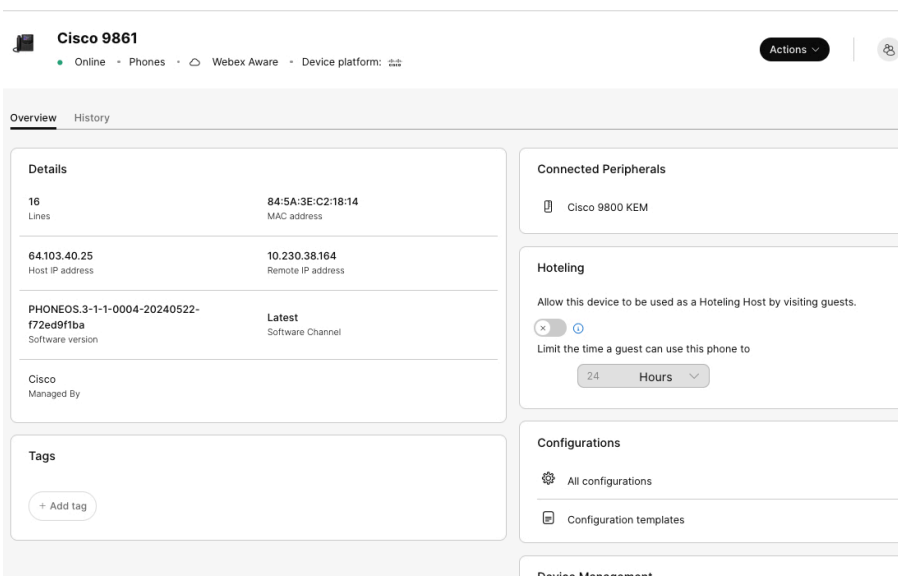 Cisco 9861
Online - Phones - Webex Aware - Device platform:
Actions
Overview History
Details
16
Lines
84:5A:3E:C2:18:14
MAC address
64.103.40.25
Host IP address
10.230.38.164
Remote IP address
PHONEOS.3-1-1-0004-20240522-
f72ed9f1ba
Software version
Latest
Software Channel
Cisco
Managed By
Tags
+ Add tag
Connected Peripherals
Cisco 9800 KEM
Hoteling
Allow this device to be used as a Hoteling Host by visiting guests.
Limit the time a guest can use this phone to
24 Hours
Configurations
All configurations
Configuration templates
Device Management